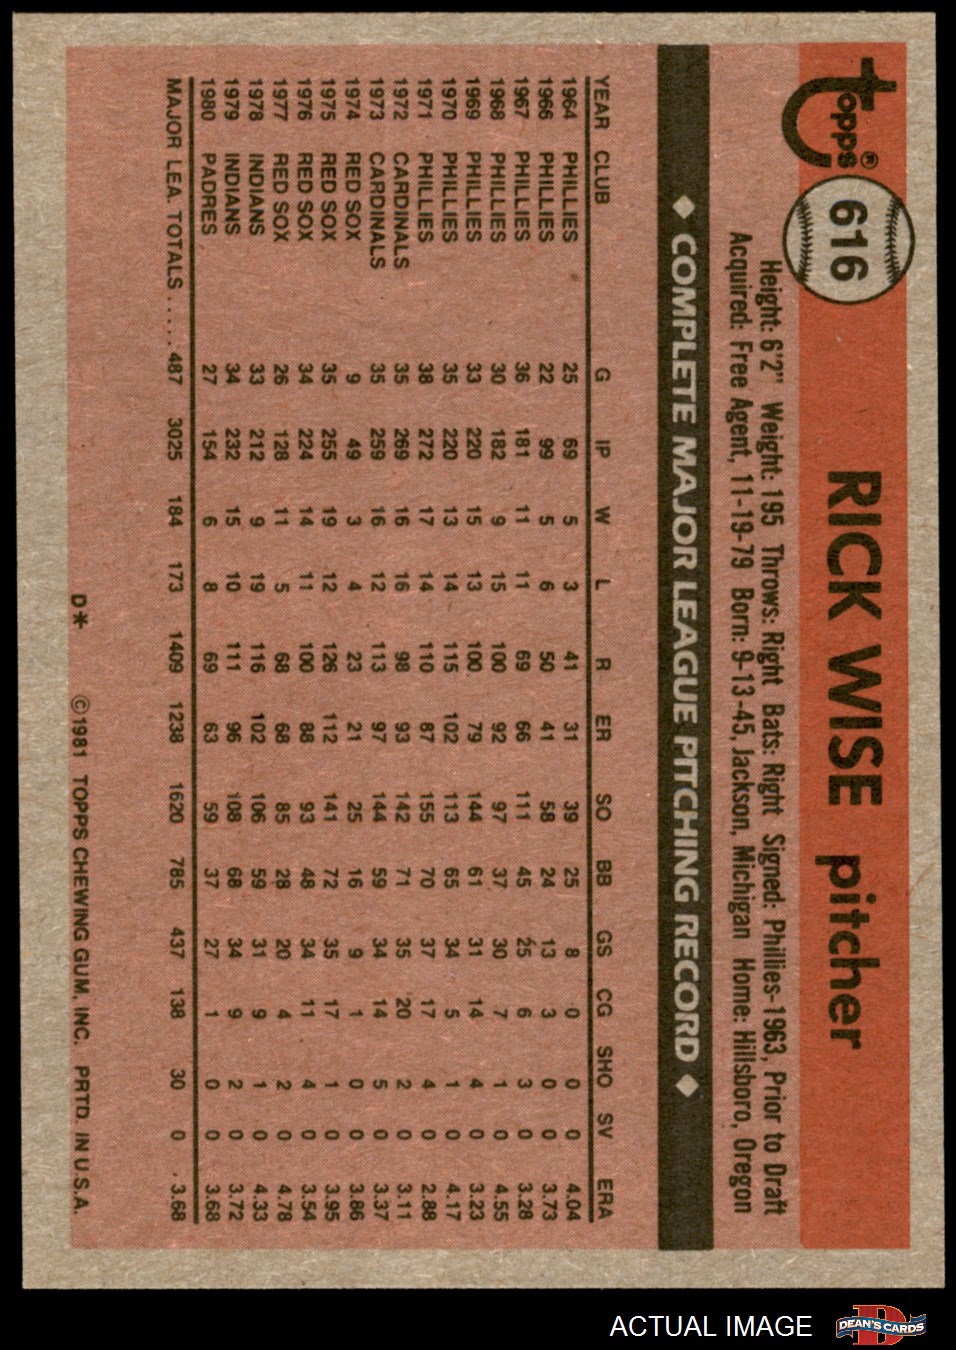 topps®
616
RICK WISE pitcher
Height: 6'2" Weight: 195 Throws: Right Bats: Right Signed: Phillies-1963, Prior to Draft
Acquired: Free Agent, 11-19-79 Born: 9-13-45, Jackson, Michigan Home: Hillsboro, Oregon
◆ COMPLETE MAJOR LEAGUE PITCHING RECORD ◆
YEAR CLUB G IP W L R ER SO BB GS CG SHO SV ERA
1964 PHILLIES 25 69 5 3 41 31 39 25 8 0 0 0 4.04
1966 PHILLIES 22 99 5 6 50 41 58 24 13 3 0 0 3.73
1967 PHILLIES 36 181 11 11 69 66 111 45 25 6 3 0 3.28
1968 PHILLIES 30 182 9 15 100 92 97 37 30 7 1 0 4.55
1969 PHILLIES 33 220 15 13 100 79 144 61 31 14 4 0 3.23
1970 PHILLIES 35 220 13 14 115 102 113 65 34 5 1 0 4.17
1971 PHILLIES 38 272 17 14 110 87 155 70 37 17 4 0 2.88
1972 CARDINALS 35 269 16 16 98 93 142 71 35 20 2 0 3.11
1973 CARDINALS 35 259 16 12 113 97 144 59 34 14 5 0 3.37
1974 RED SOX 9 49 3 4 23 21 25 16 9 1 0 0 3.86
1975 RED SOX 35 255 19 12 126 112 141 72 35 17 1 0 3.95
1976 RED SOX 34 224 14 11 100 88 93 48 34 11 4 0 3.54
1977 RED SOX 26 128 11 5 68 68 85 28 20 4 2 0 4.78
1978 INDIANS 33 212 9 19 116 102 106 59 31 9 1 0 4.33
1979 INDIANS 34 232 15 10 111 96 108 68 34 9 2 0 3.72
1980 PADRES 27 154 6 8 69 63 59 37 27 1 0 0 3.68
MAJOR LEA. TOTALS ..... 487 3025 184 173 1409 1238 1620 785 437 138 30 0 3.68
D* ©1981 TOPPS CHEWING GUM, INC. PRTD. IN U.S.A.
ACTUAL IMAGE
D
DEAN'S CARDS